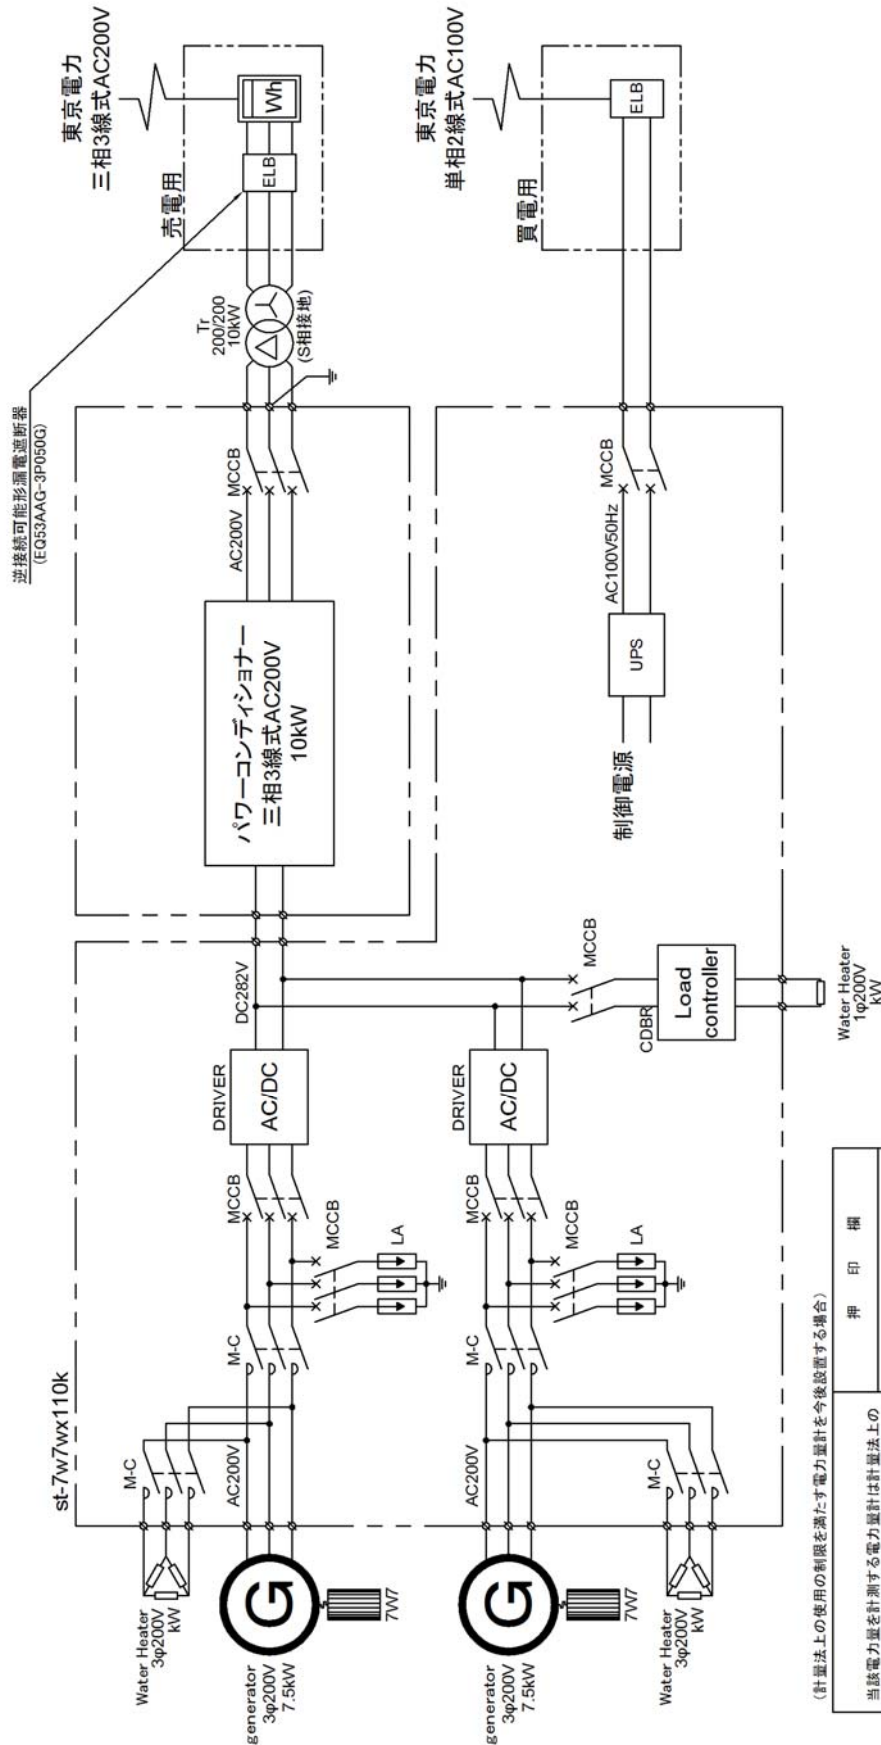 東京電力
三相3線式AC200V
売電用
Wh
ELB
逆接続可能形漏電遮断器
(EQ53AAG-3P050G)
Tr
200/200
10kW
(S相接地)
MCCB
AC200V
パワーコンディショナー
三相3線式AC200V
10kW
東京電力
単相2線式AC100V
買電用
ELB
MCCB
AC100V50Hz
UPS
制御電源
st-7w7wx110k
DC282V
DRIVER
AC/DC
MCCB
MCCB
LA
M-C
M-C
AC200V
Water Heater
3φ200V
kW
G
generator
3φ200V
7.5kW
7W7
DRIVER
AC/DC
MCCB
MCCB
LA
M-C
AC200V
M-C
G
generator
3φ200V
7.5kW
7W7
Water Heater
3φ200V
kW
MCCB
CDBR
Load
controller
Water Heater
1φ200V
kW
(計量法上の使用の制限を満たす電力量計を今後設置する場合)
押 印 欄
当該電力量を計測する電力量計は計量法上の